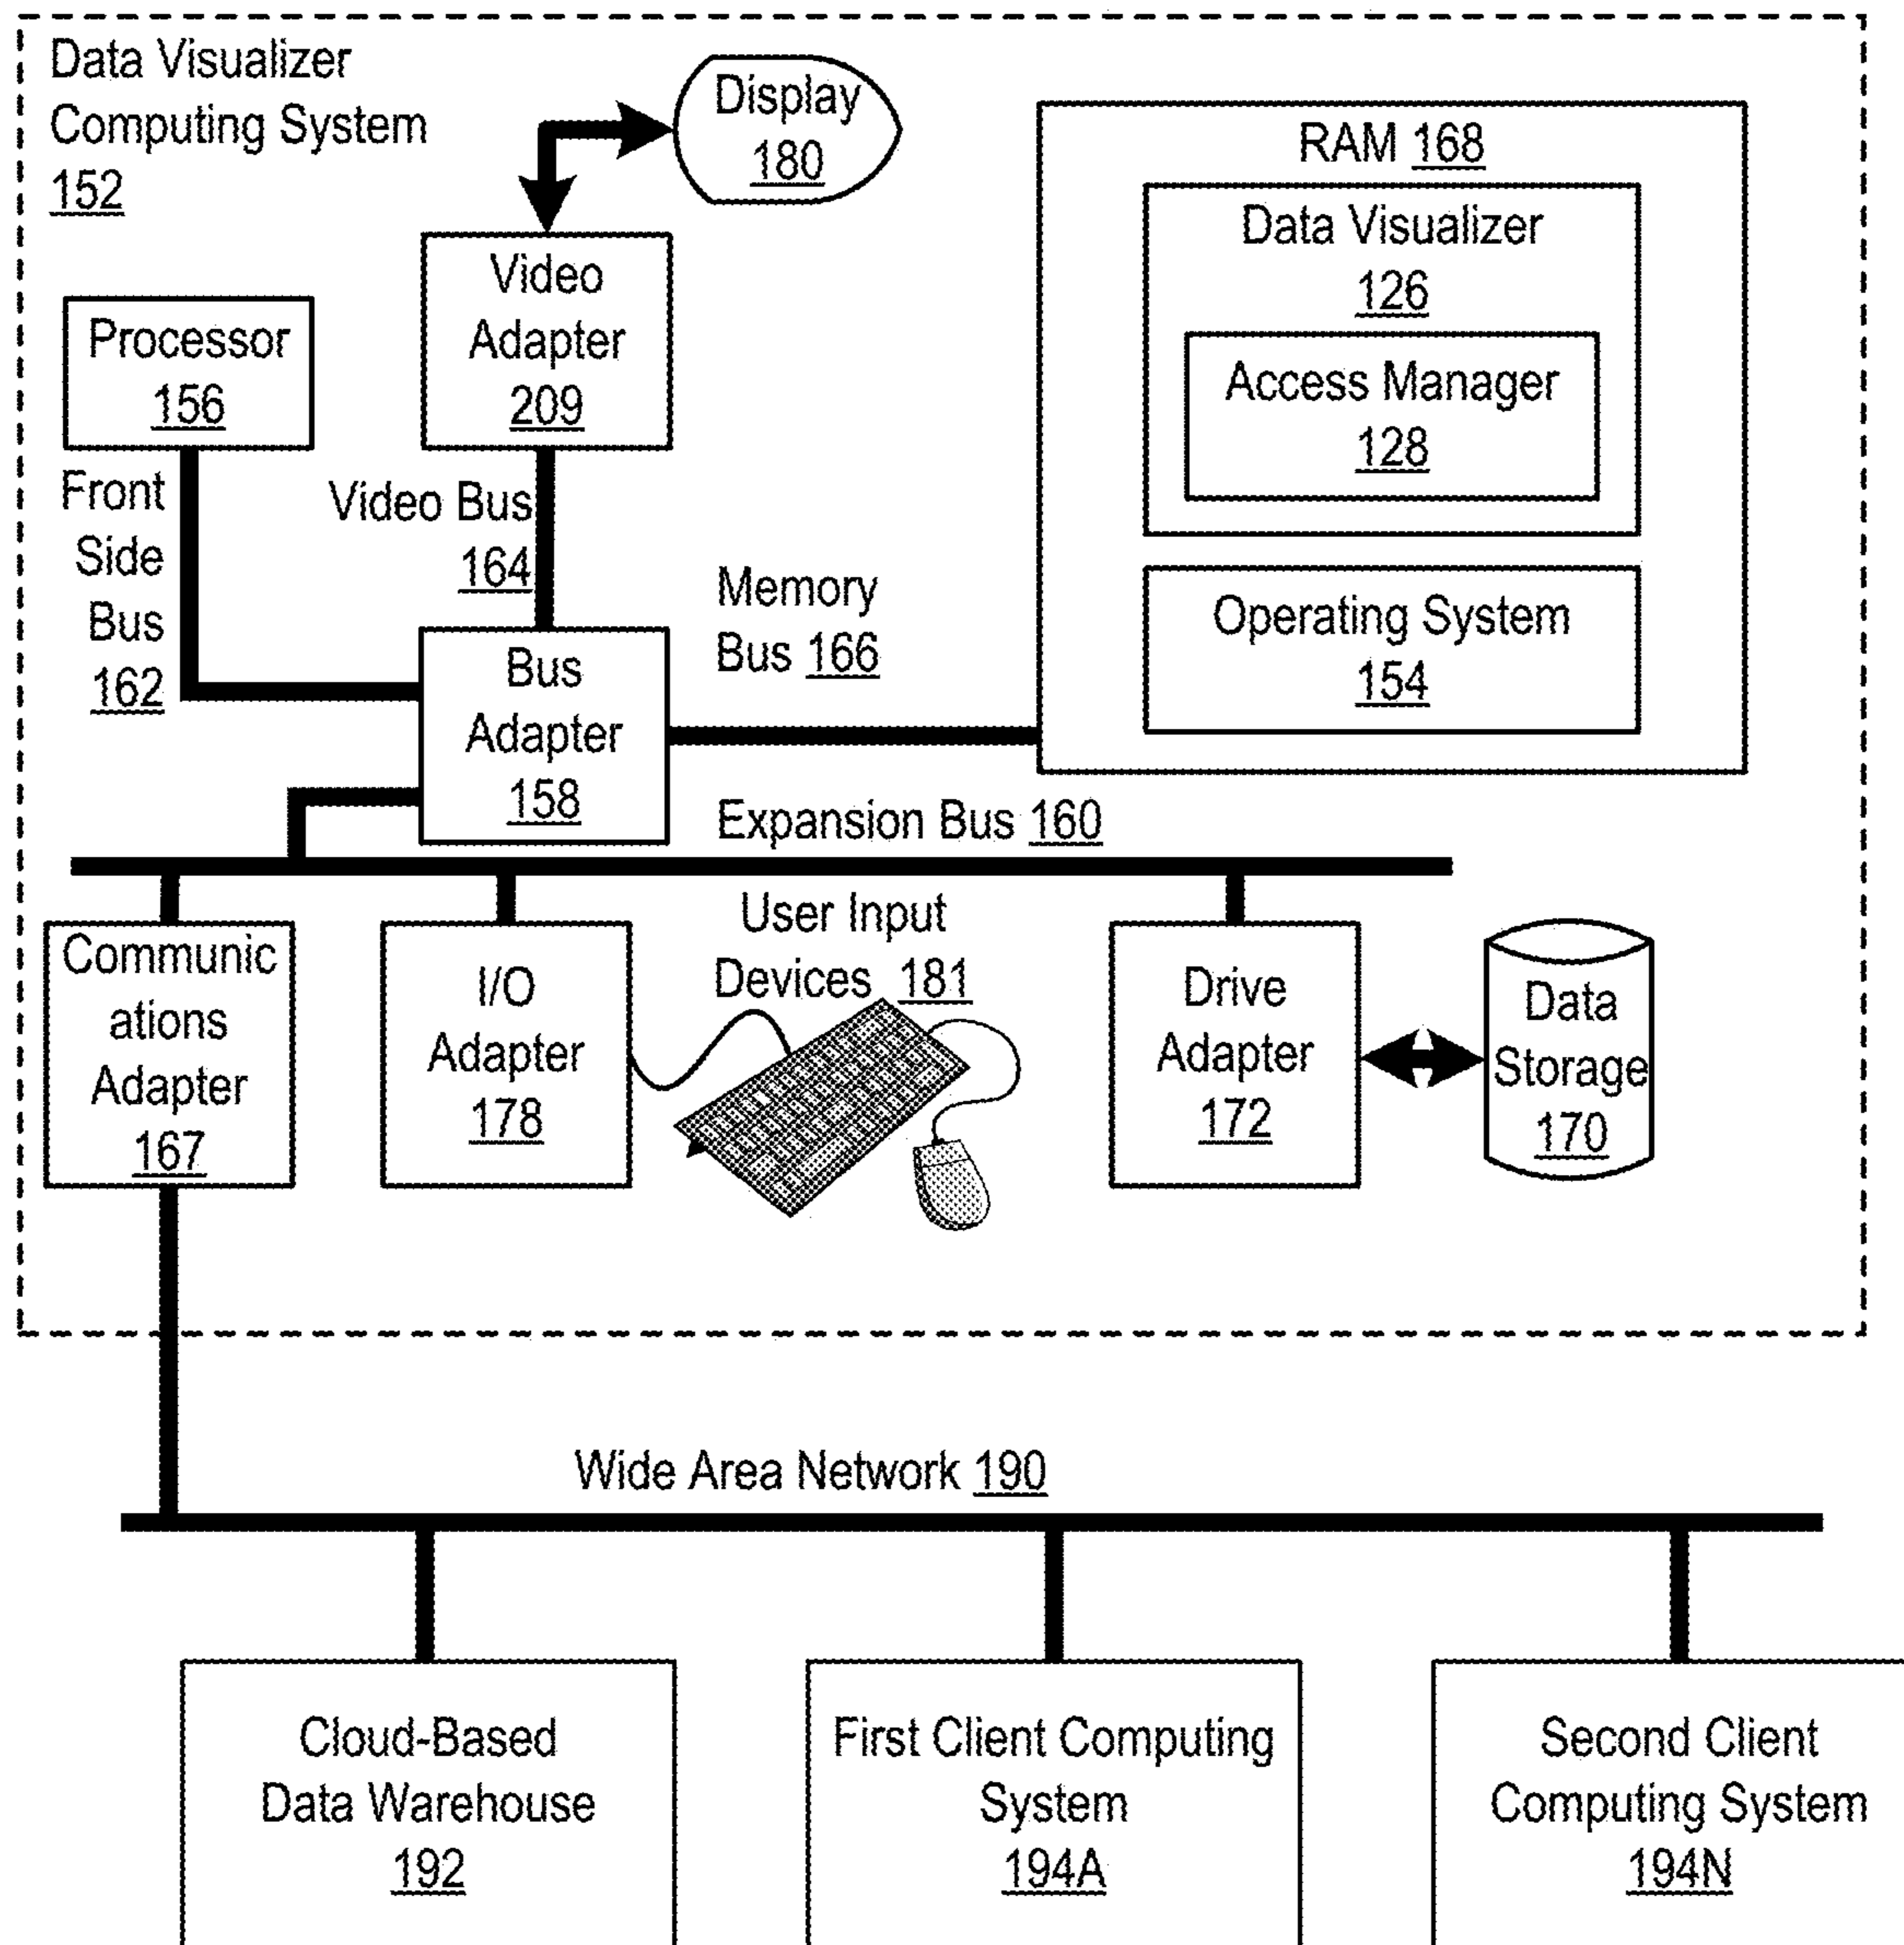 Data Visualizer
Computing System
152
Display
180
RAM 168
Data Visualizer
126
Access Manager
128
Operating System
154
Video
Adapter
209
Processor
156
Front
Side
Bus
162
Video Bus
164
Memory
Bus 166
Bus
Adapter
158
Expansion Bus 160
Communic
ations
Adapter
167
I/O
Adapter
178
User Input
Devices 181
Drive
Adapter
172
Data
Storage
170
Wide Area Network 190
Cloud-Based
Data Warehouse
192
First Client Computing
System
194A
Second Client
Computing System
194N